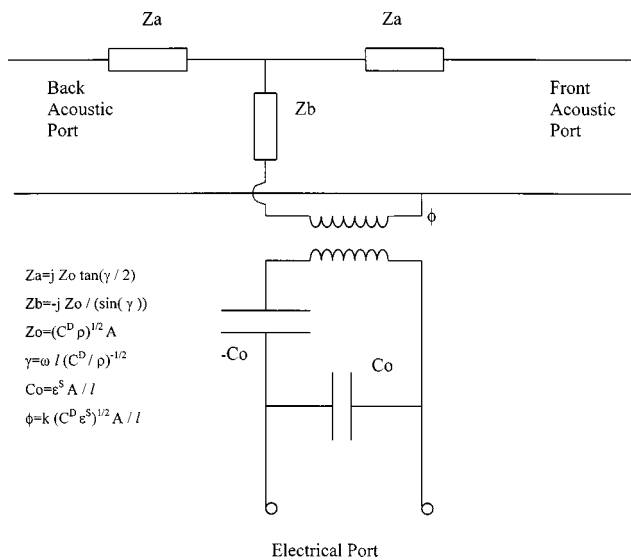 Za
Za
Back
Acoustic
Port
Zb
Front
Acoustic
Port
ϕ
Za=j Zo tan(γ / 2)
Zb=-j Zo / (sin( γ ))
Zo=(C^D ρ)^1/2 A
γ=ω l (C^D / ρ)^-1/2
Co=ε^S A / l
ϕ=k (C^D ε^S)^1/2 A / l
-Co
Co
Electrical Port